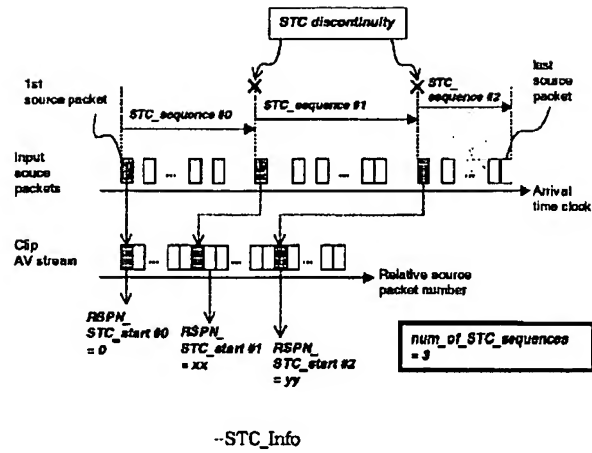 STC discontinuity
1st
source packet
STC_sequence #0
STC_sequence #1
STC_
sequence #2
last
source
packet
Input
souce
packets
...
...
...
Arrival
time clock
Clip
AV stream
...
...
...
Relative source
packet number
RSPN_
STC_start #0
= 0
RSPN_
STC_start #1
= xx
RSPN_
STC_start #2
= yy
num_of_STC_sequences
= 3
--STC_Info